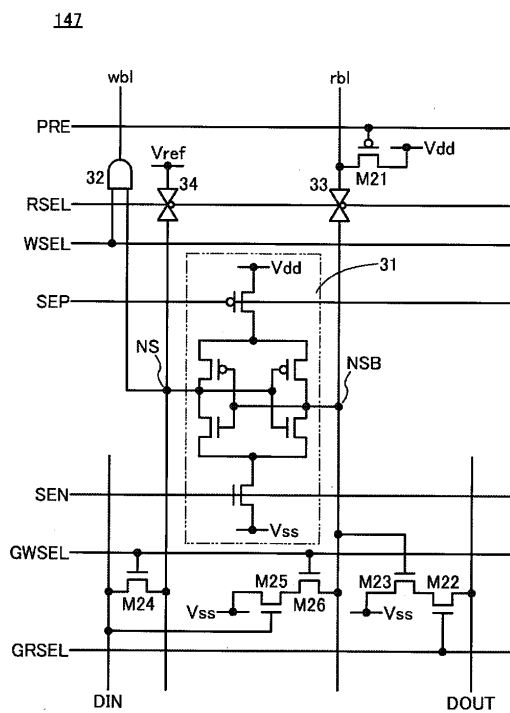 147
wbl
rbl
PRE
Vref
Vdd
32
34
33
M21
RSEL
WSEL
31
Vdd
SEP
NS
NSB
SEN
Vss
GWSEL
M24
M25
M26
M23
M22
Vss
Vss
GRSEL
DIN
DOUT